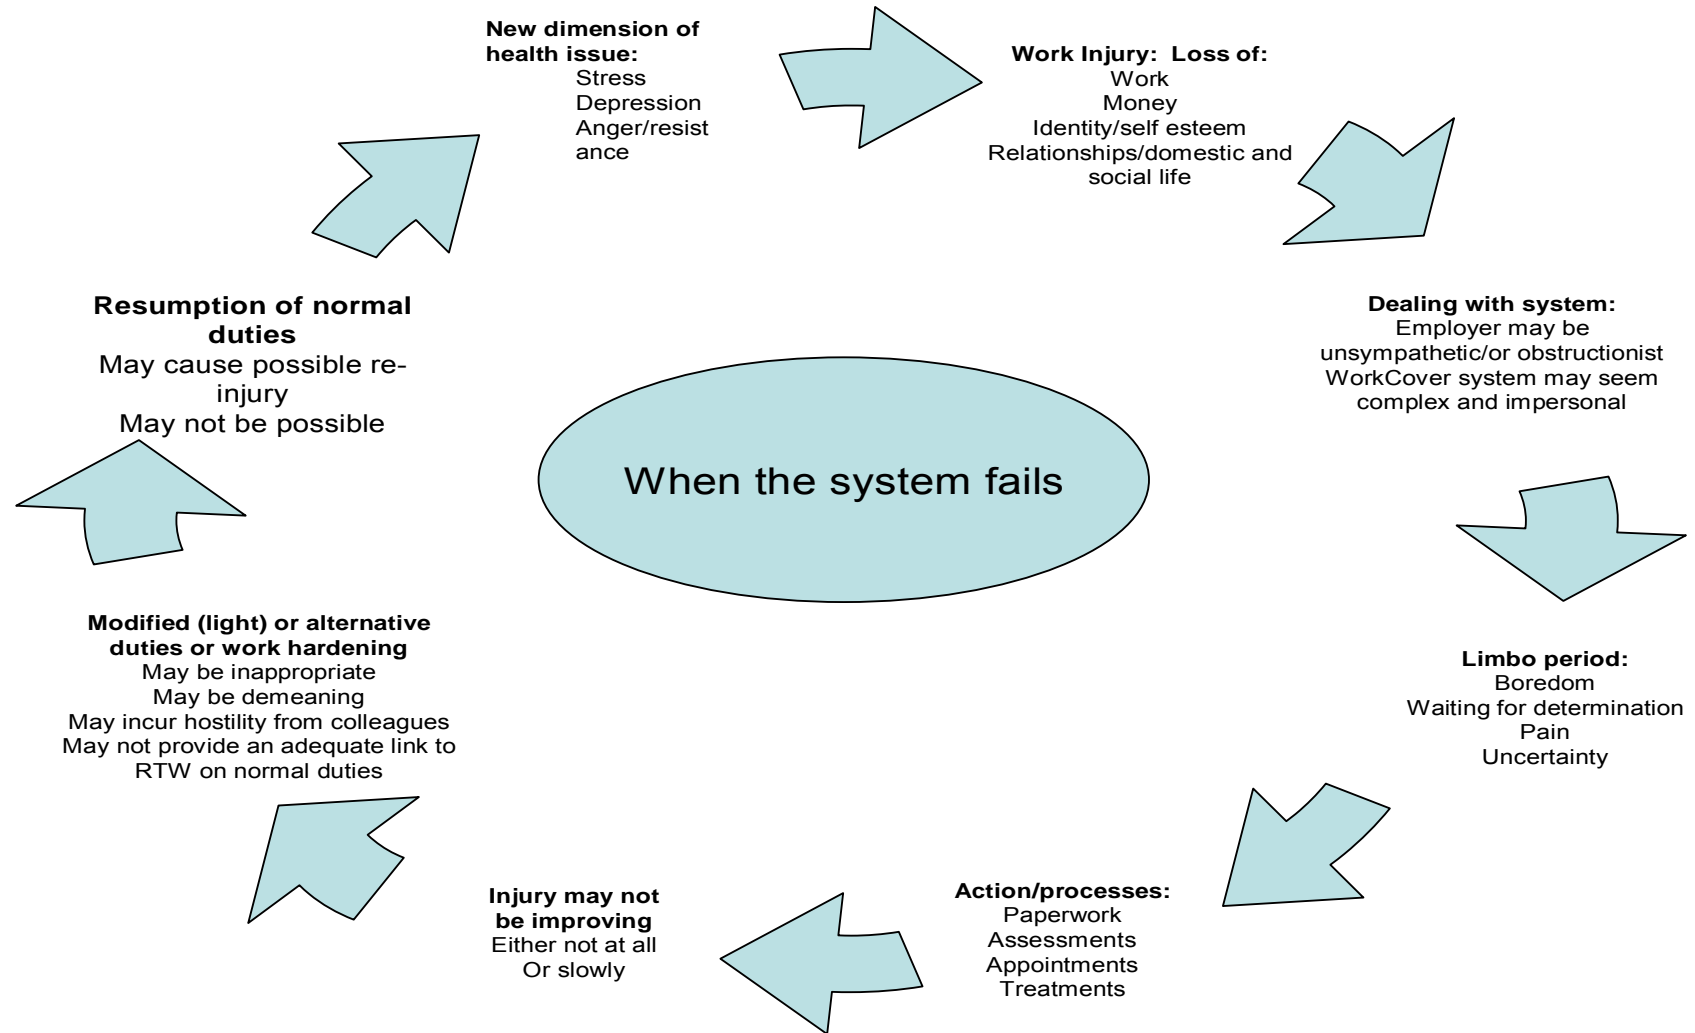 New dimension of
health issue:
Stress
Depression
Anger/resist
ance
Work Injury:  Loss of:
Work
Money
Identity/self esteem
Relationships/domestic and
social life
Dealing with system:
Employer may be
unsympathetic/or obstructionist
WorkCover system may seem
complex and impersonal
Limbo period:
Boredom
Waiting for determination
Pain
Uncertainty
Action/processes:
Paperwork
Assessments
Appointments
Treatments
Injury may not
be improving
Either not at all
Or slowly
Modified (light) or alternative
duties or work hardening
May be inappropriate
May be demeaning
May incur hostility from colleagues
May not provide an adequate link to
RTW on normal duties
Resumption of normal
duties
May cause possible re-
injury
May not be possible
When the system fails